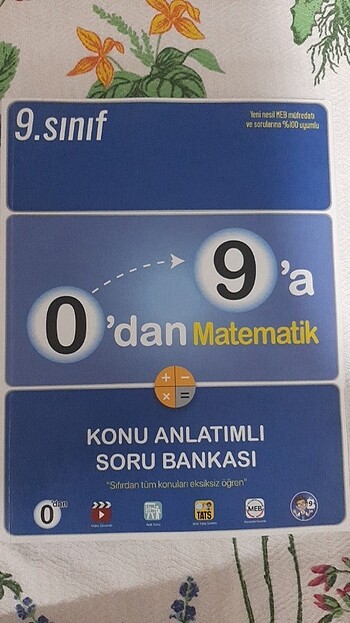 9.sınıf
Yeni nesil MEB müfredatı
ve sorularına %100 uyumlu
0'dan 9'a
Matematik
+ −
× =
KONU ANLATIMLI
SORU BANKASI
"Sıfırdan tüm konuları eksiksiz öğren"
0'dan
TATS
MEB
9+